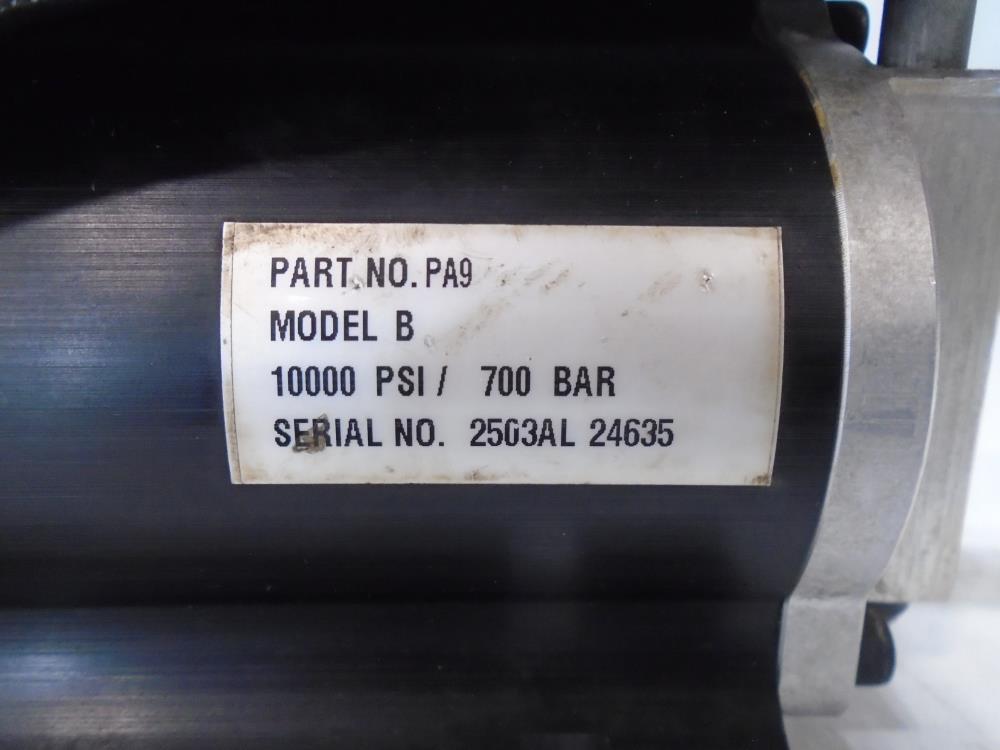 PART NO. PA9
MODEL B
10000 PSI / 700 BAR
SERIAL NO. 2503AL 24635